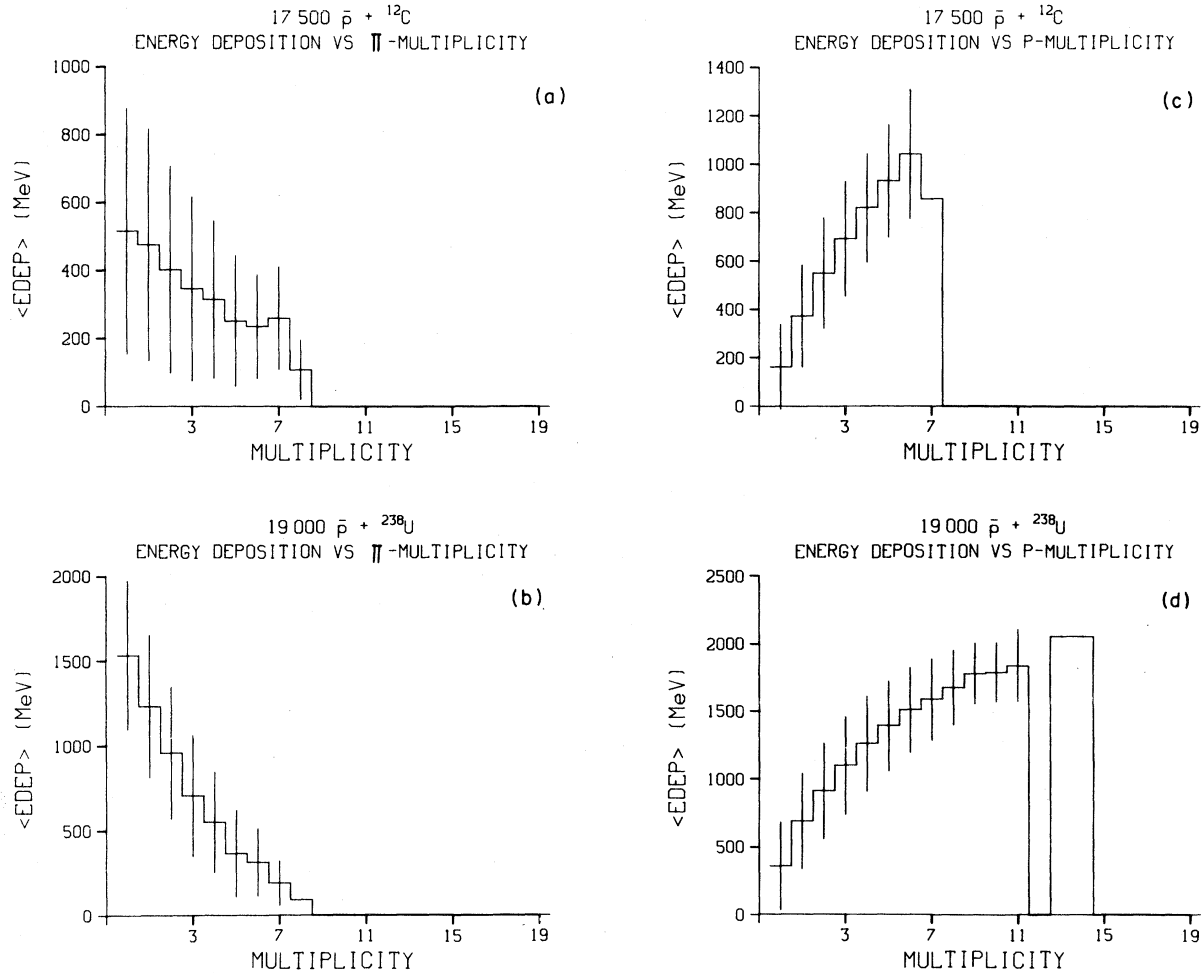 17 500 p̄ + ¹²C
ENERGY DEPOSITION VS π-MULTIPLICITY
(a)
<EDEP> (MeV)
1000
800
600
400
200
0
3 7 11 15 19
MULTIPLICITY
17 500 p̄ + ¹²C
ENERGY DEPOSITION VS P-MULTIPLICITY
(c)
<EDEP> (MeV)
1400
1200
1000
800
600
400
200
0
3 7 11 15 19
MULTIPLICITY
19 000 p̄ + ²³⁸U
ENERGY DEPOSITION VS π-MULTIPLICITY
(b)
<EDEP> (MeV)
2000
1500
1000
500
0
3 7 11 15 19
MULTIPLICITY
19 000 p̄ + ²³⁸U
ENERGY DEPOSITION VS P-MULTIPLICITY
(d)
<EDEP> (MeV)
2500
2000
1500
1000
500
0
3 7 11 15 19
MULTIPLICITY